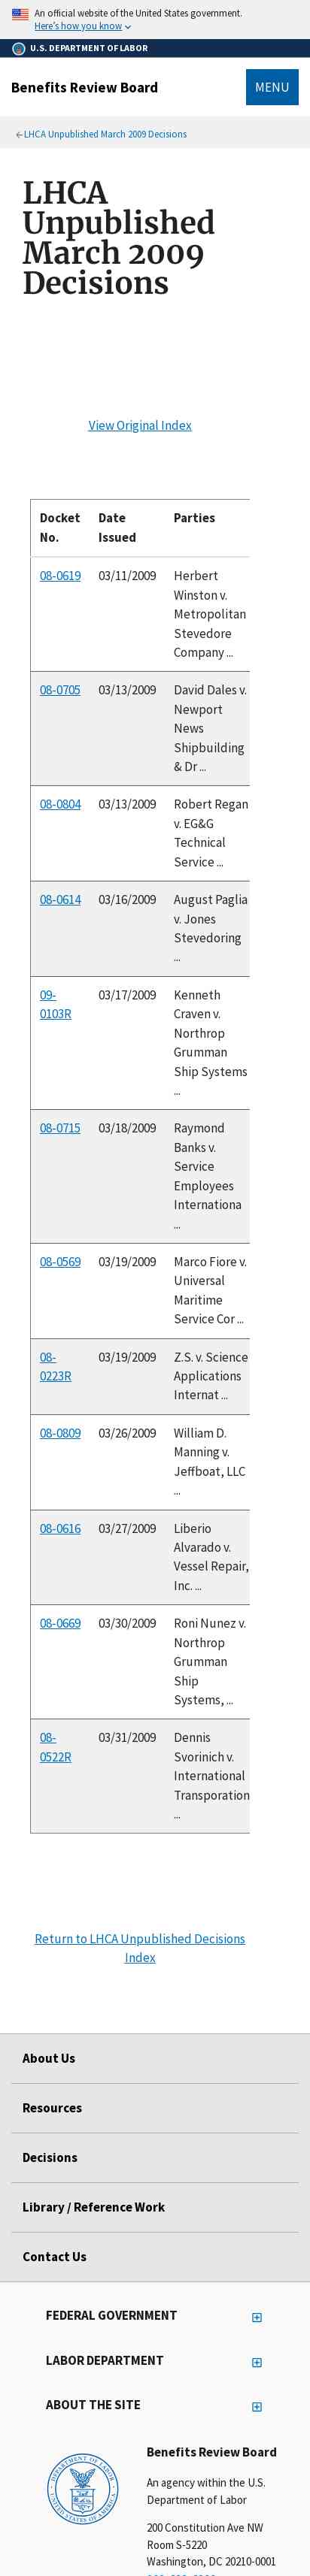 An official website of the United States government.
Here's how you know
U.S. DEPARTMENT OF LABOR
Benefits Review Board
MENU
LHCA Unpublished March 2009 Decisions
LHCA
Unpublished
March 2009
Decisions
View Original Index
Docket No. Date Issued Parties
08-0619 03/11/2009 Herbert
Winston v.
Metropolitan
Stevedore
Company ...
08-0705 03/13/2009 David Dales v.
Newport
News
Shipbuilding
& Dr ...
08-0804 03/13/2009 Robert Regan
v. EG&G
Technical
Service ...
08-0614 03/16/2009 August Paglia
v. Jones
Stevedoring
...
09-
0103R 03/17/2009 Kenneth
Craven v.
Northrop
Grumman
Ship Systems
...
08-0715 03/18/2009 Raymond
Banks v.
Service
Employees
Internationa
...
08-0569 03/19/2009 Marco Fiore v.
Universal
Maritime
Service Cor ...
08-
0223R 03/19/2009 Z.S. v. Science
Applications
Internat ...
08-0809 03/26/2009 William D.
Manning v.
Jeffboat, LLC
...
08-0616 03/27/2009 Liberio
Alvarado v.
Vessel Repair,
Inc. ...
08-0669 03/30/2009 Roni Nunez v.
Northrop
Grumman
Ship
Systems, ...
08-
0522R 03/31/2009 Dennis
Svorinich v.
International
Transporation
...
Return to LHCA Unpublished Decisions
Index
About Us
Resources
Decisions
Library / Reference Work
Contact Us
FEDERAL GOVERNMENT
LABOR DEPARTMENT
ABOUT THE SITE
DEPARTMENT OF LABOR
UNITED STATES OF AMERICA
Benefits Review Board
An agency within the U.S.
Department of Labor
200 Constitution Ave NW
Room S-5220
Washington, DC 20210-0001